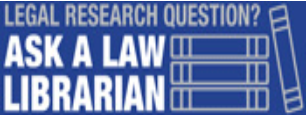 LEGAL RESEARCH QUESTION?
ASK A LAW
LIBRARIAN